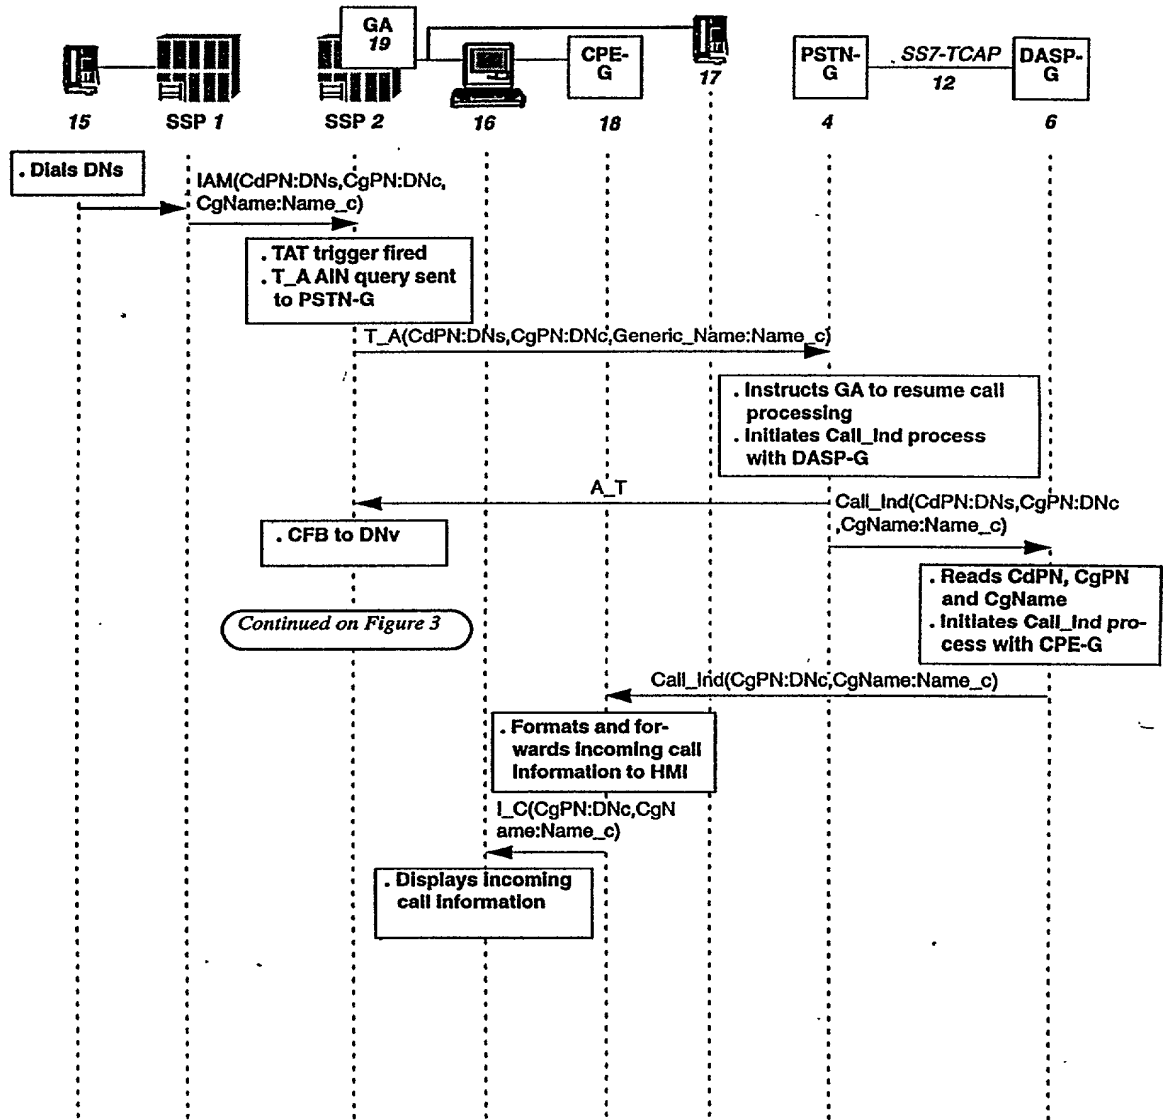 GA
19
CPE-
G
17
PSTN-
G
SS7-TCAP
12
DASP-
G
15
SSP 1
SSP 2
16
18
4
6
. Dials DNs
IAM(CdPN:DNs,CgPN:DNc,
CgName:Name_c)
. TAT trigger fired
. T_A AIN query sent
to PSTN-G
T_A(CdPN:DNs,CgPN:DNc,Generic_Name:Name_c)
. Instructs GA to resume call
processing
. Initiates Call_Ind process
with DASP-G
A_T
Call_Ind(CdPN:DNs,CgPN:DNc
,CgName:Name_c)
. CFB to DNv
. Reads CdPN, CgPN
and CgName
. Initiates Call_Ind pro-
cess with CPE-G
Continued on Figure 3
Call_Ind(CgPN:DNc,CgName:Name_c)
. Formats and for-
wards incoming call
information to HMI
I_C(CgPN:DNc,CgN
ame:Name_c)
. Displays incoming
call information